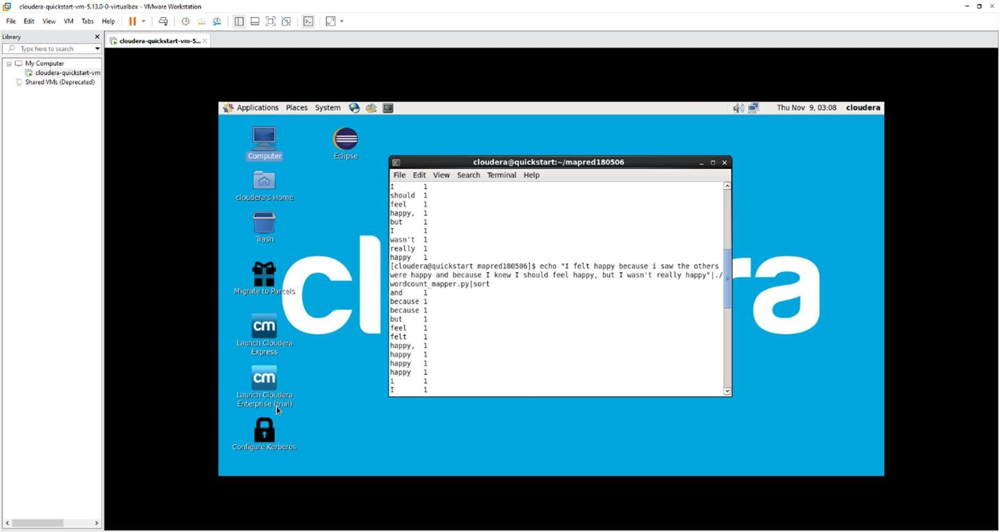 cloudera-quickstart-vm-5.13.0-0-virtualbox - VMware Workstation
File Edit View VM Tabs Help
Library
cloudera-quickstart-vm-5...
Type here to search
My Computer
cloudera-quickstart-vm
Shared VMs (Deprecated)
Applications Places System Thu Nov 9, 03:08 cloudera
Computer
Eclipse
cloudera's Home
Trash
Migrate to Parcels
cm
Launch Cloudera
Express
cm
Launch Cloudera
Enterprise (trial)
Configure Kerberos
cl
ra
cloudera@quickstart:~/mapred180506
File Edit View Search Terminal Help
I 1
should 1
feel 1
happy, 1
but 1
I 1
wasn't 1
really 1
happy 1
[cloudera@quickstart mapred180506]$ echo "I felt happy because i saw the others
were happy and because I knew I should feel happy, but I wasn't really happy"|./
wordcount_mapper.py|sort
and 1
because 1
because 1
but 1
feel 1
felt 1
happy, 1
happy 1
happy 1
happy 1
i 1
I 1